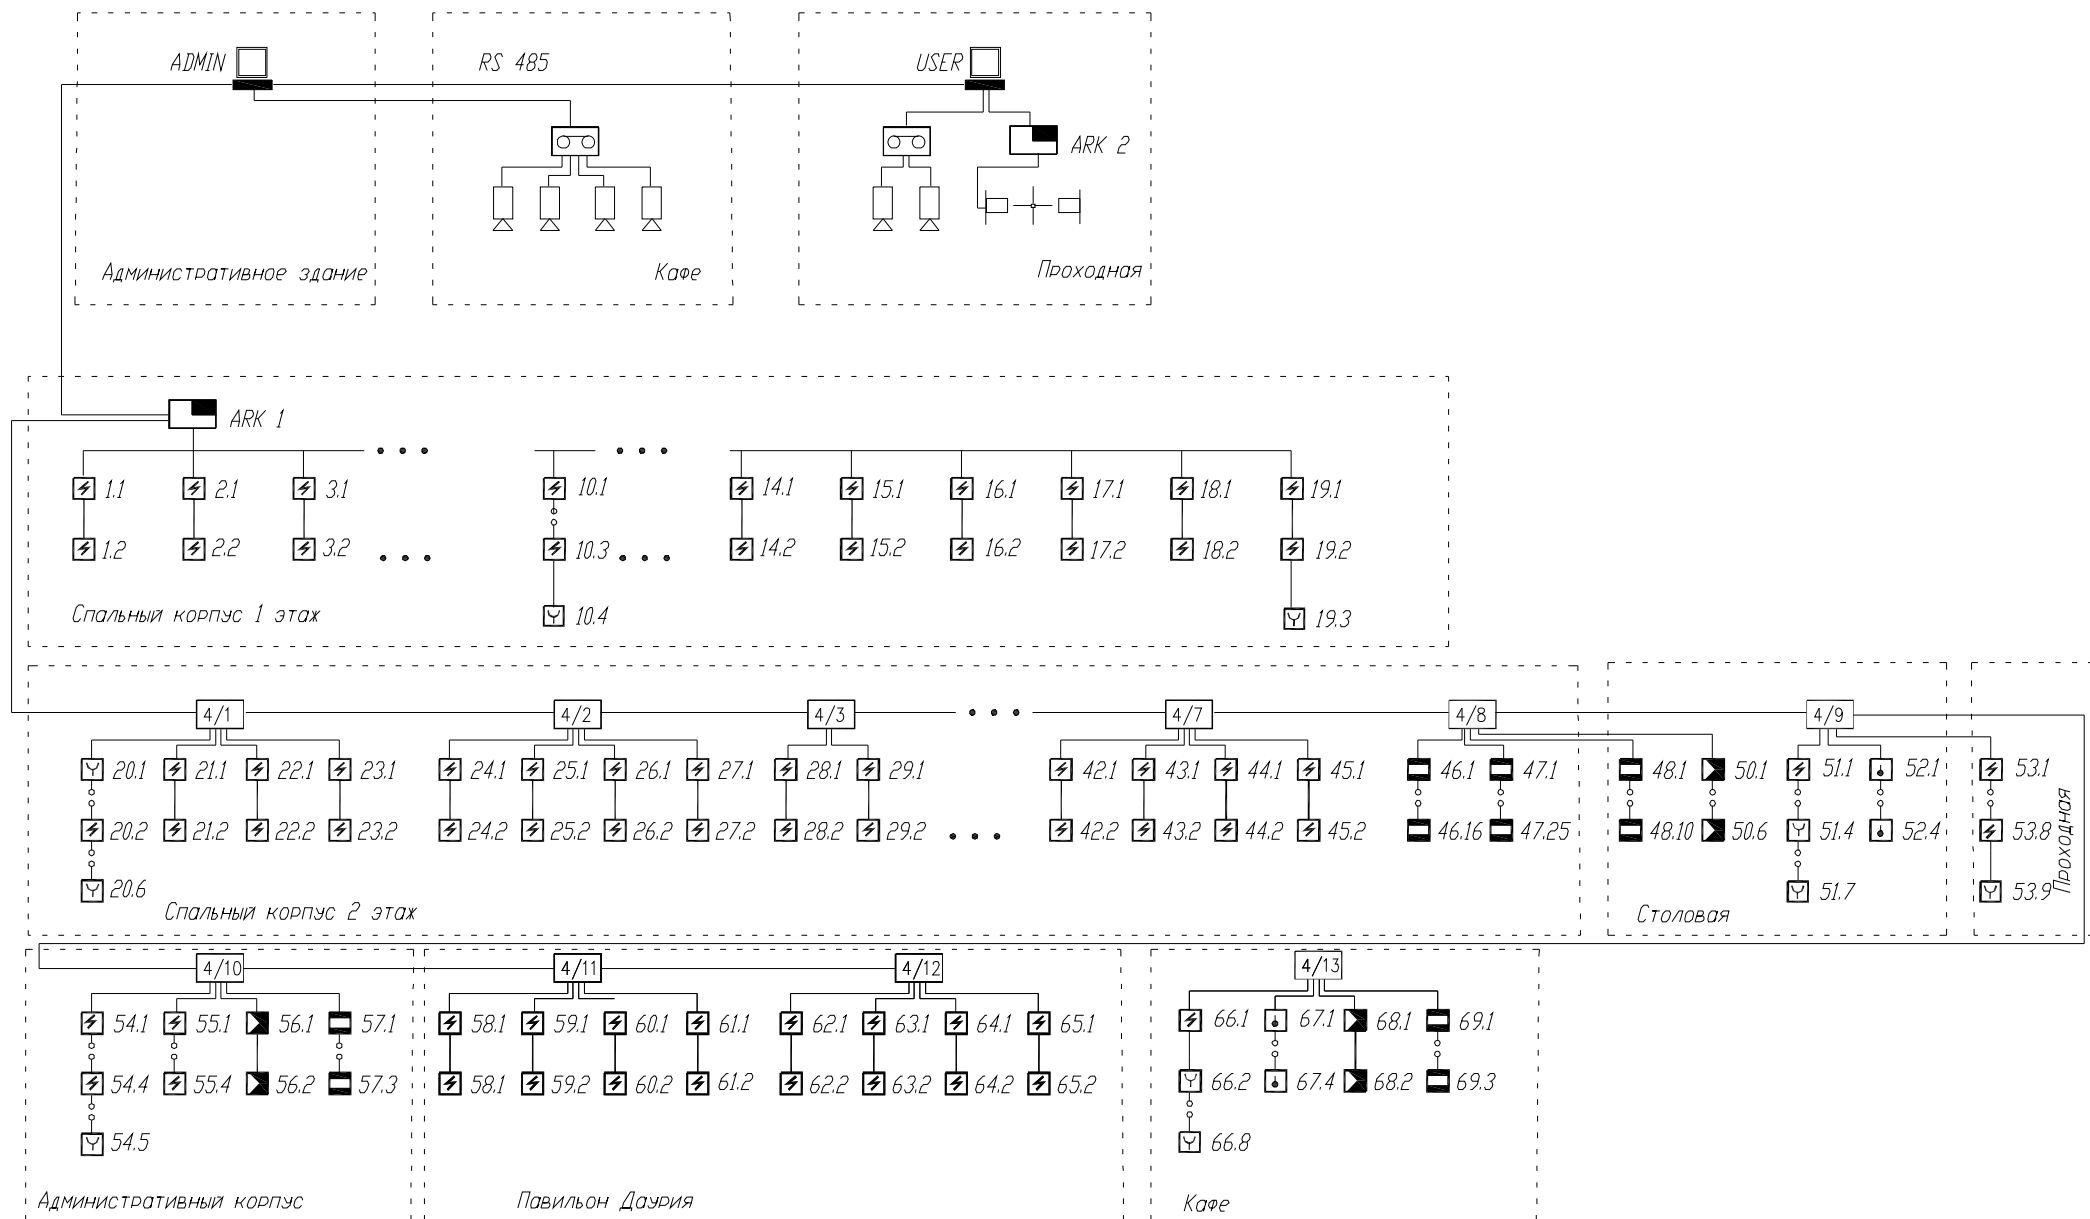 ADMIN RS 485 USER
ARK 2
Административное здание Кафе Проходная
ARK 1
1.1 2.1 3.1 10.1 14.1 15.1 16.1 17.1 18.1 19.1
1.2 2.2 3.2 10.3 14.2 15.2 16.2 17.2 18.2 19.2
Спальный корпус 1 этаж 10.4 19.3
4/1 4/2 4/3 4/7 4/8 4/9
20.1 21.1 22.1 23.1 24.1 25.1 26.1 27.1 28.1 29.1 42.1 43.1 44.1 45.1 46.1 47.1 48.1 50.1 51.1 52.1 53.1
20.2 21.2 22.2 23.2 24.2 25.2 26.2 27.2 28.2 29.2 42.2 43.2 44.2 45.2 46.16 47.25 48.10 50.6 51.4 52.4 53.8
Проходная
20.6 51.7 53.9
Спальный корпус 2 этаж Столовая
4/10 4/11 4/12 4/13
54.1 55.1 56.1 57.1 58.1 59.1 60.1 61.1 62.1 63.1 64.1 65.1 66.1 67.1 68.1 69.1
54.4 55.4 56.2 57.3 58.1 59.2 60.2 61.2 62.2 63.2 64.2 65.2 66.2 67.4 68.2 69.3
54.5 66.8
Административный корпус Павильон Даурия Кафе